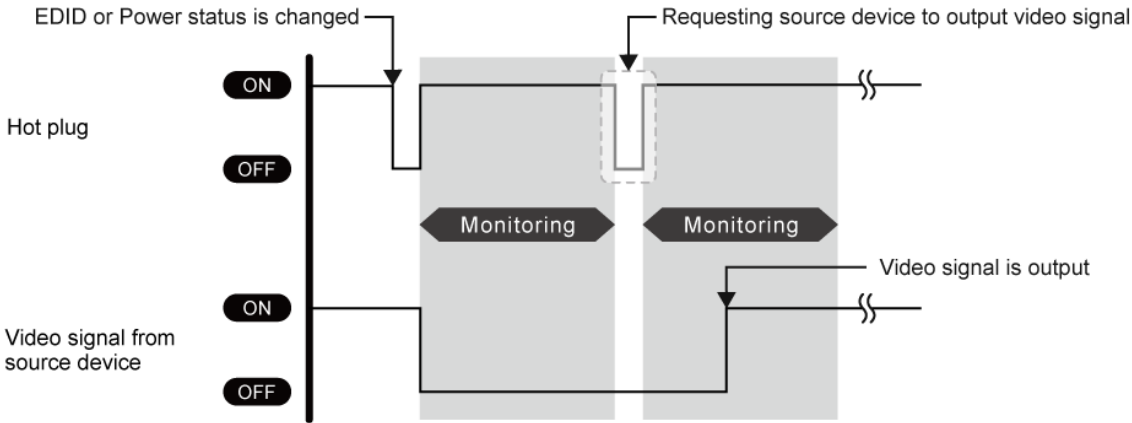 EDID or Power status is changed
Requesting source device to output video signal
ON
Hot plug
OFF
Monitoring
Monitoring
Video signal is output
ON
Video signal from
source device
OFF